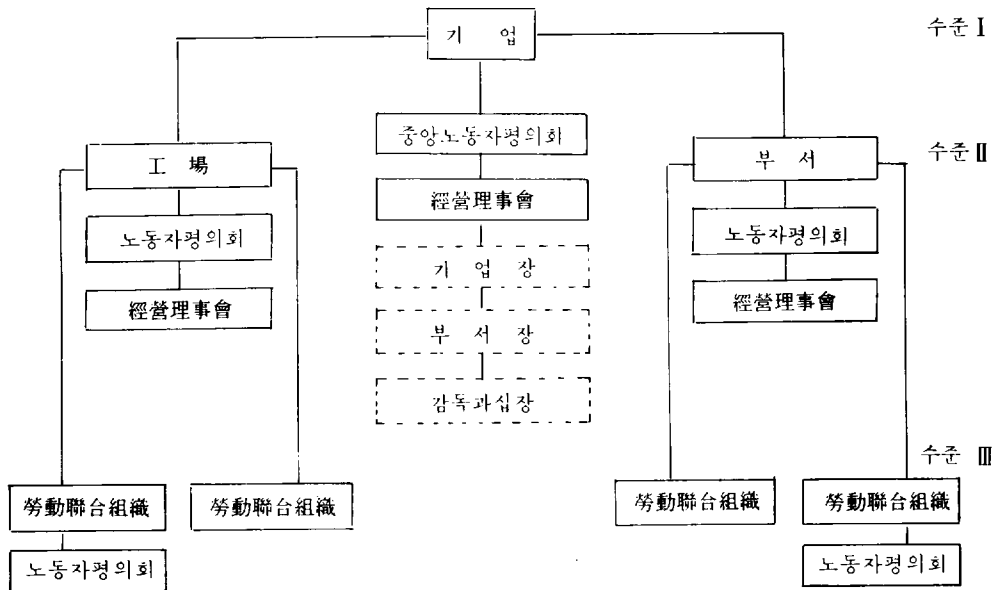 기 업
수준 Ⅰ
중앙노동자평의회
工 場
부 서
수준 Ⅱ
經營理事會
노동자평의회
노동자평의회
기 업 장
經營理事會
經營理事會
부 서 장
감독과십장
수준 Ⅲ
勞動聯合組織
勞動聯合組織
勞動聯合組織
勞動聯合組織
노동자평의회
노동자평의회